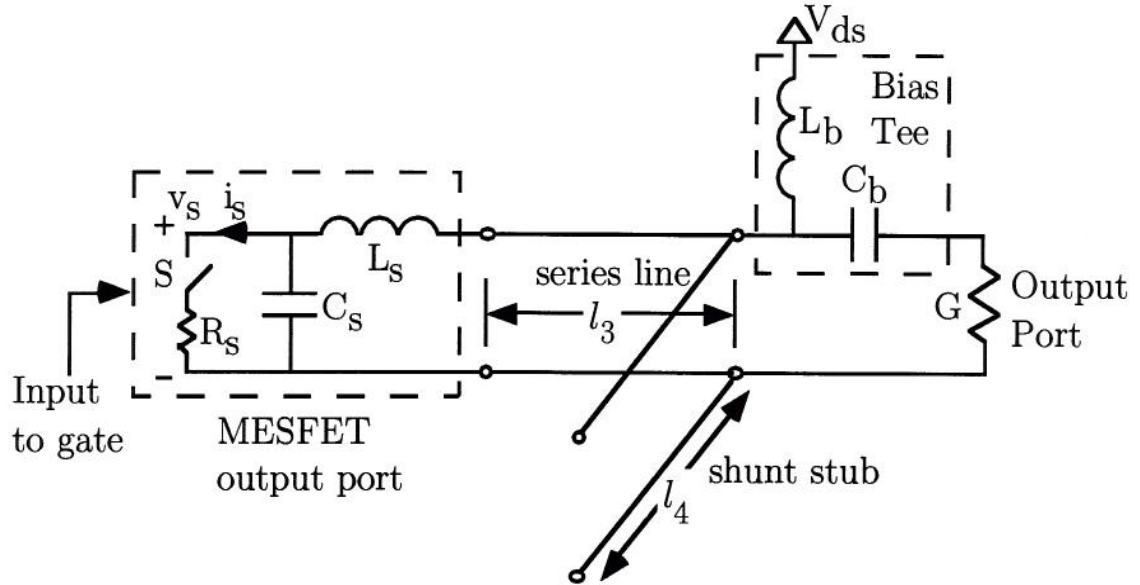 V_ds
Bias
Tee
L_b
C_b
+ v_s i_s
S
L_s
series line
C_s
l_3
G
Output
Port
R_s
-
Input
to gate
MESFET
output port
shunt stub
l_4